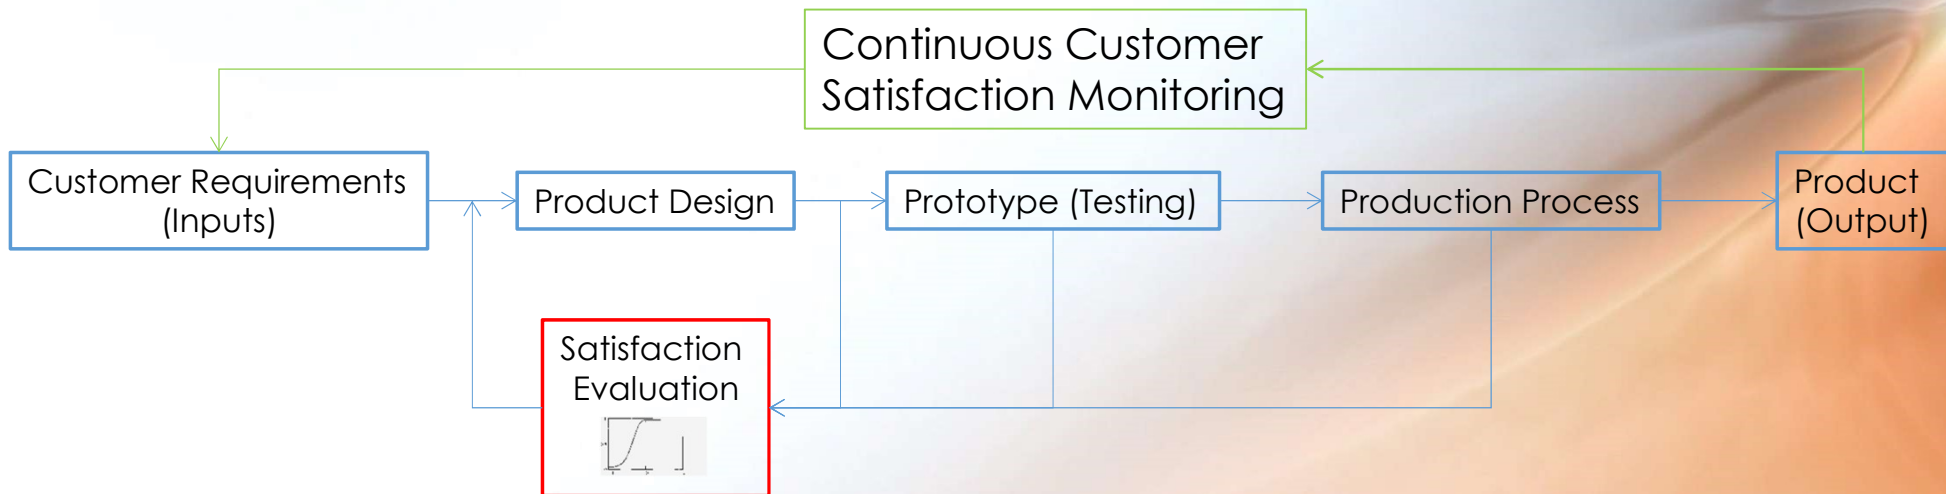 Continuous Customer
Satisfaction Monitoring
Customer Requirements
(Inputs)
Product Design
Prototype (Testing)
Production Process
Product
(Output)
Satisfaction
Evaluation